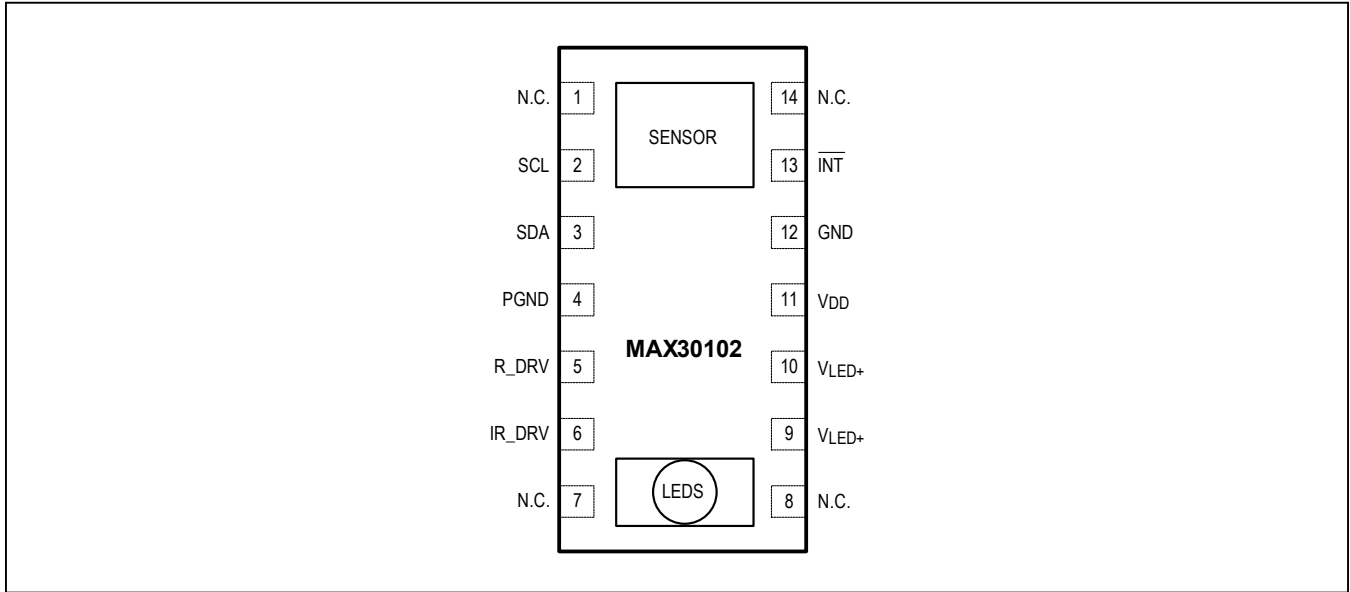 N.C. 1 14 N.C.
SENSOR
SCL 2 13 I̅N̅T̅
SDA 3 12 GND
PGND 4 11 VDD
MAX30102
R_DRV 5 10 VLED+
IR_DRV 6 9 VLED+
LEDS
N.C. 7 8 N.C.